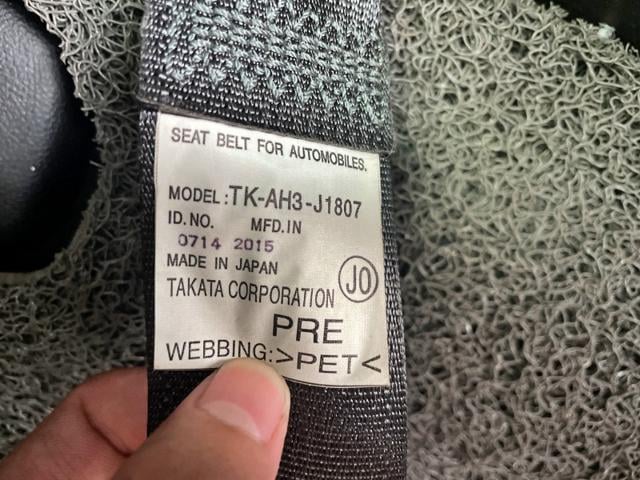 SEAT BELT FOR AUTOMOBILES.
MODEL:TK-AH3-J1807
ID.NO. MFD.IN
0714 2015
MADE IN JAPAN
JO
TAKATA CORPORATION
PRE
WEBBING:>PET<